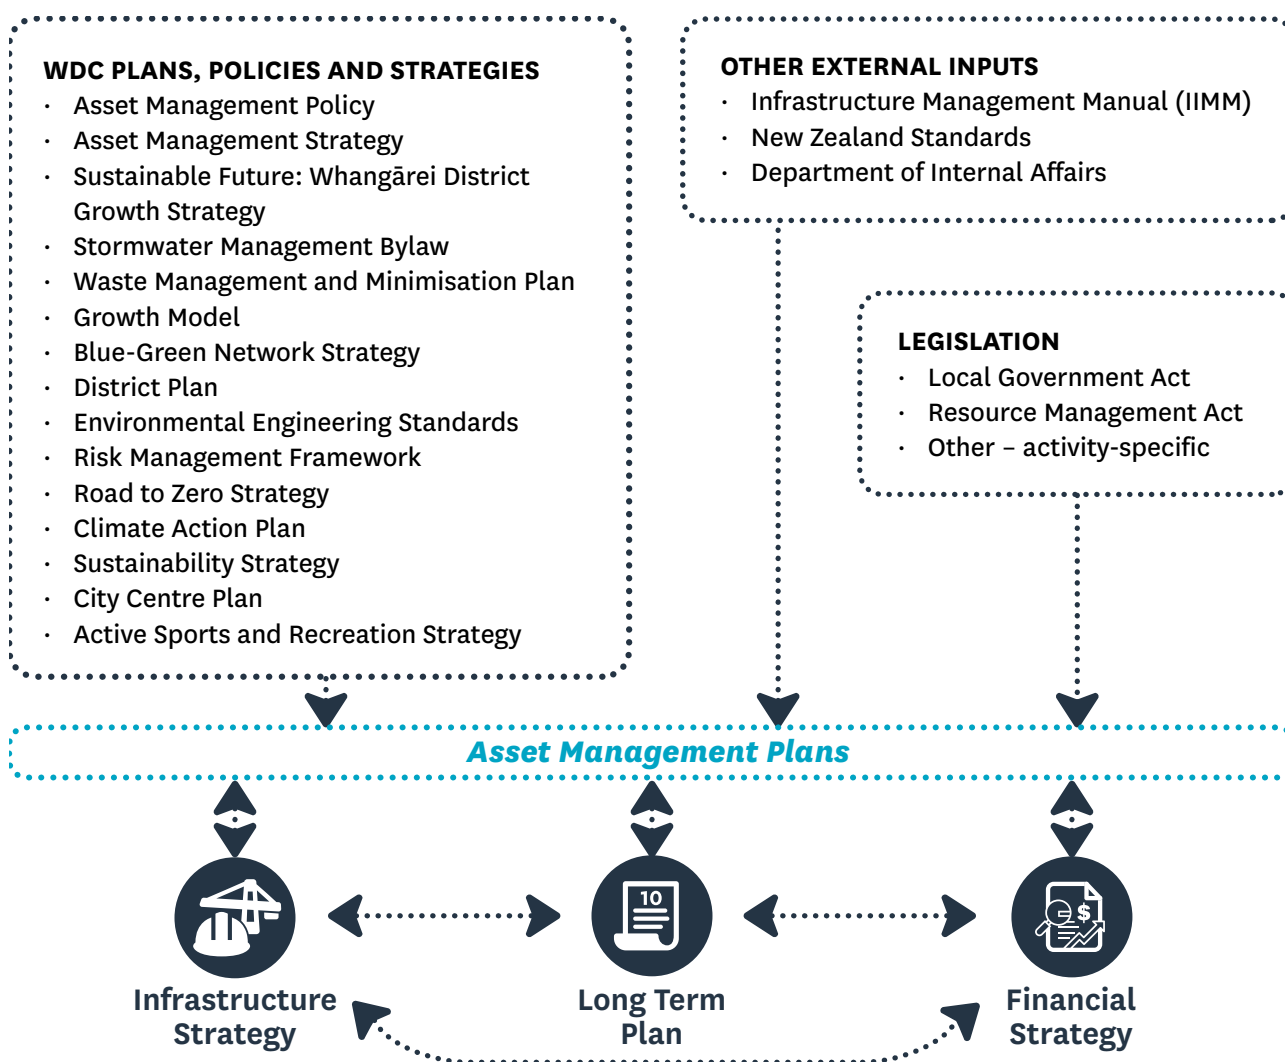 WDC PLANS, POLICIES AND STRATEGIES
· Asset Management Policy
· Asset Management Strategy
· Sustainable Future: Whangārei District
Growth Strategy
· Stormwater Management Bylaw
· Waste Management and Minimisation Plan
· Growth Model
· Blue-Green Network Strategy
· District Plan
· Environmental Engineering Standards
· Risk Management Framework
· Road to Zero Strategy
· Climate Action Plan
· Sustainability Strategy
· City Centre Plan
· Active Sports and Recreation Strategy
OTHER EXTERNAL INPUTS
· Infrastructure Management Manual (IIMM)
· New Zealand Standards
· Department of Internal Affairs
LEGISLATION
· Local Government Act
· Resource Management Act
· Other – activity-specific
Asset Management Plans
Infrastructure
Strategy
10
Long Term
Plan
$
Financial
Strategy